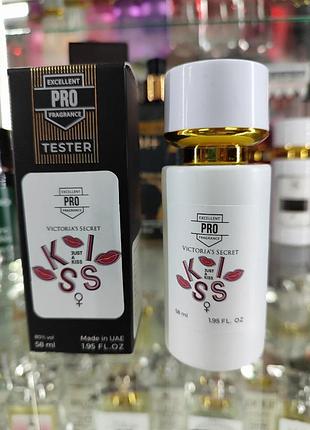 EXCELLENT
PRO
FRAGRANCE
TESTER
EXCELLENT
PRO
FRAGRANCE
VICTORIA'S SECRET
KISS
JUST
A
KISS
80% vol
58 ml
Made in UAE
1.95 FL.OZ
EXCELLENT
PRO
FRAGRANCE
VICTORIA'S SECRET
KISS
JUST
A
KISS
58 ml
1.95 FL. OZ